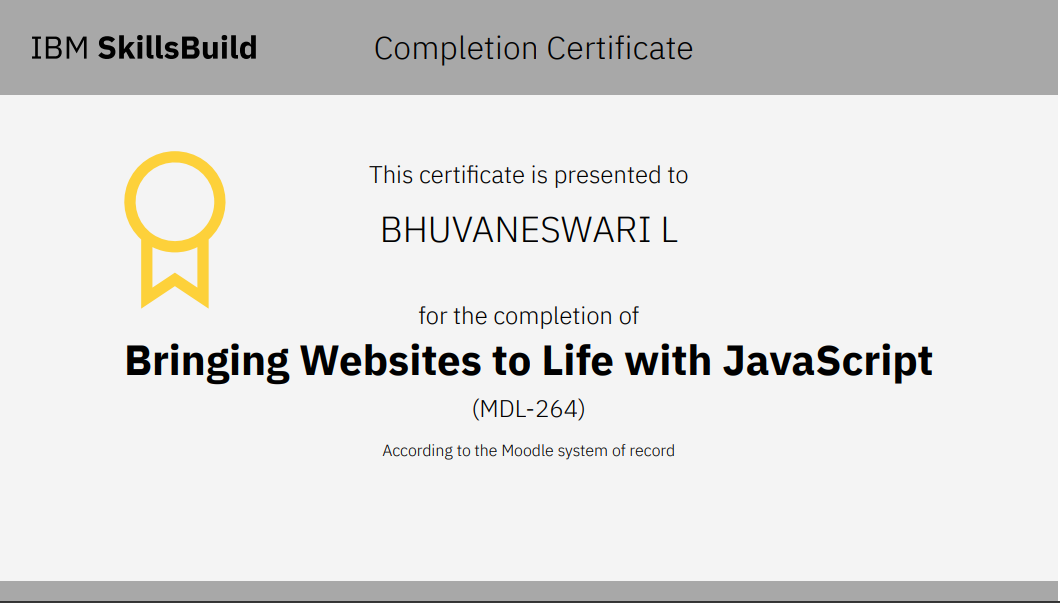 IBM SkillsBuild Completion Certificate
This certificate is presented to
BHUVANESWARI L
for the completion of
Bringing Websites to Life with JavaScript
(MDL-264)
According to the Moodle system of record